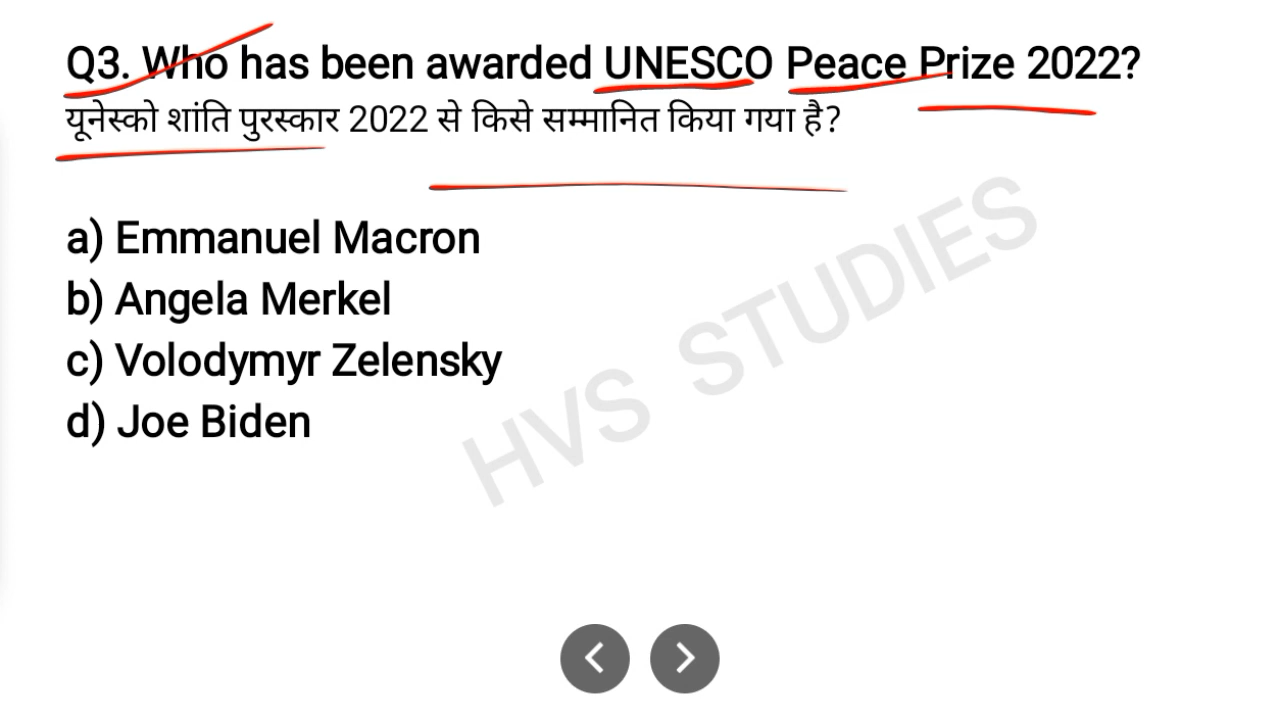 Q3. Who has been awarded UNESCO Peace Prize 2022?
यूनेस्को शांति पुरस्कार 2022 से किसे सम्मानित किया गया है?
a) Emmanuel Macron
b) Angela Merkel
c) Volodymyr Zelensky
d) Joe Biden
HVS STUDIES